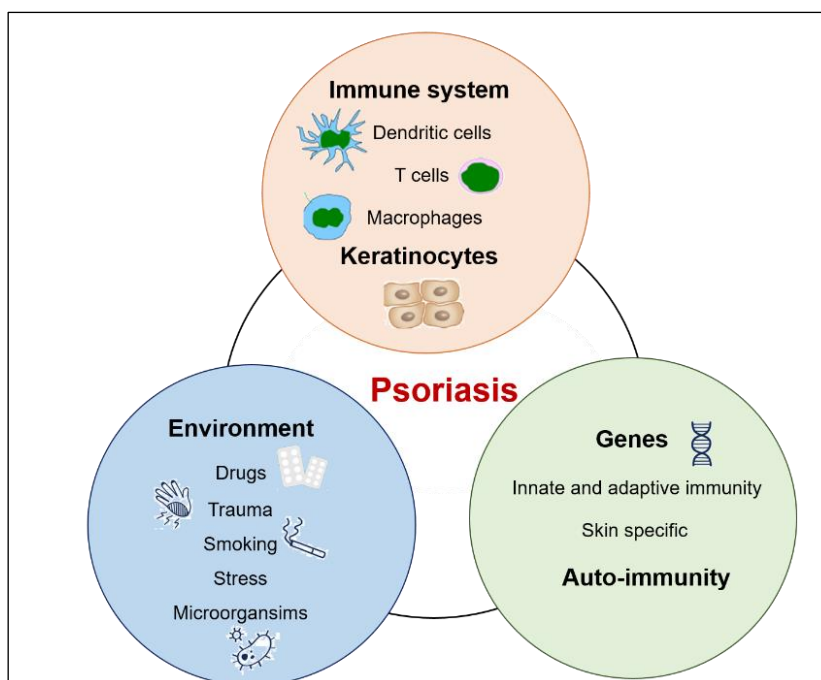 Immune system
Dendritic cells
T cells
Macrophages
Keratinocytes
Psoriasis
Environment
Drugs
Trauma
Smoking
Stress
Microorgansims
Genes
Innate and adaptive immunity
Skin specific
Auto-immunity